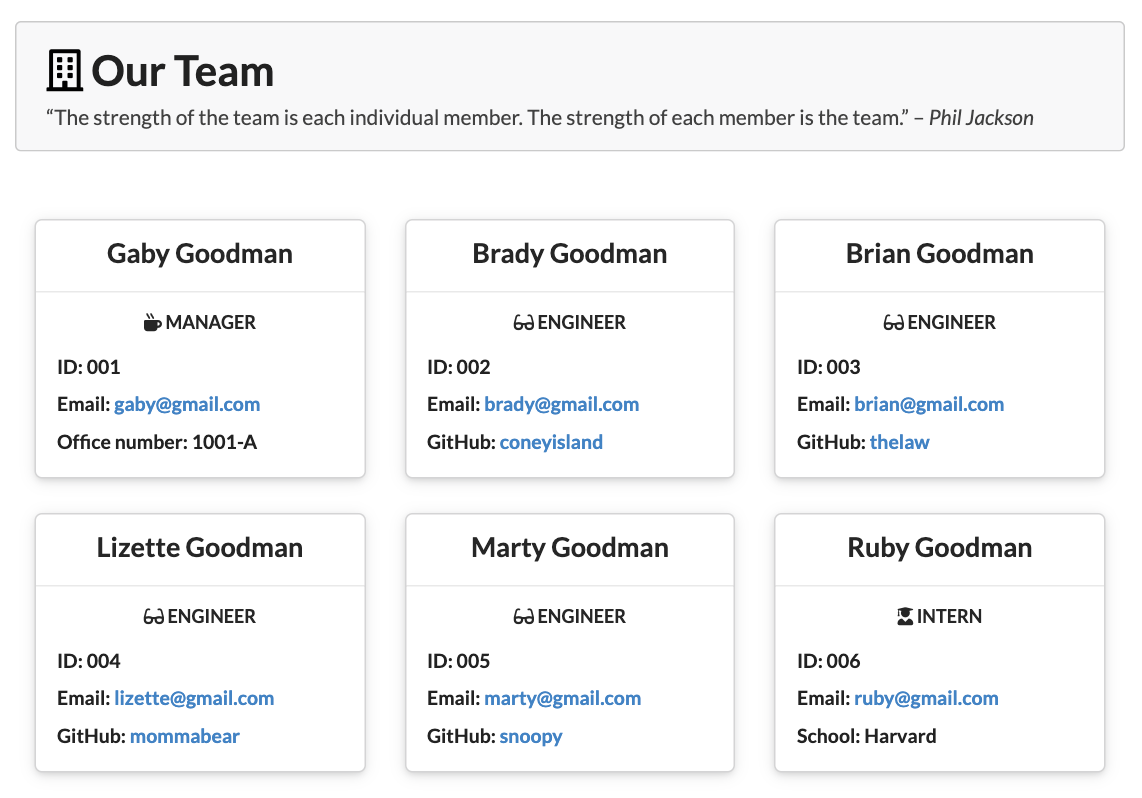 Our Team
“The strength of the team is each individual member. The strength of each member is the team.” – Phil Jackson
Gaby Goodman
MANAGER
ID: 001
Email: gaby@gmail.com
Office number: 1001-A
Brady Goodman
ENGINEER
ID: 002
Email: brady@gmail.com
GitHub: coneyisland
Brian Goodman
ENGINEER
ID: 003
Email: brian@gmail.com
GitHub: thelaw
Lizette Goodman
ENGINEER
ID: 004
Email: lizette@gmail.com
GitHub: mommabear
Marty Goodman
ENGINEER
ID: 005
Email: marty@gmail.com
GitHub: snoopy
Ruby Goodman
INTERN
ID: 006
Email: ruby@gmail.com
School: Harvard